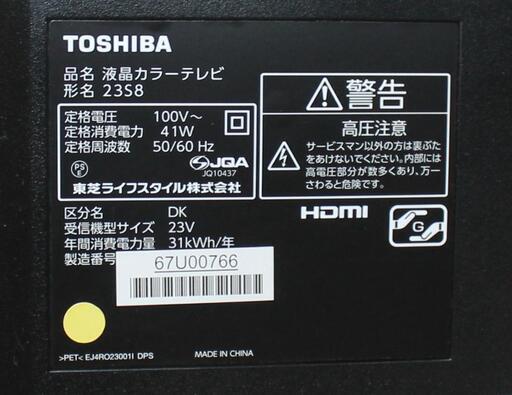 TOSHIBA
品名 液晶カラーテレビ
形名 23S8
定格電圧 100V～
定格消費電力 41W
定格周波数 50/60 Hz
PS
E
JQA
JQ10437
東芝ライフスタイル株式会社
警告
高圧注意
サービスマン以外の方は裏ぶた
をあけないでください。内部には
高電圧部分が数多くあり、万一
さわると危険です。
区分名 DK
受信機型サイズ 23V
年間消費電力量 31kWh/年
製造番号
67U00766
HDMI
G
>PET< EJ4RO23001I DPS
MADE IN CHINA